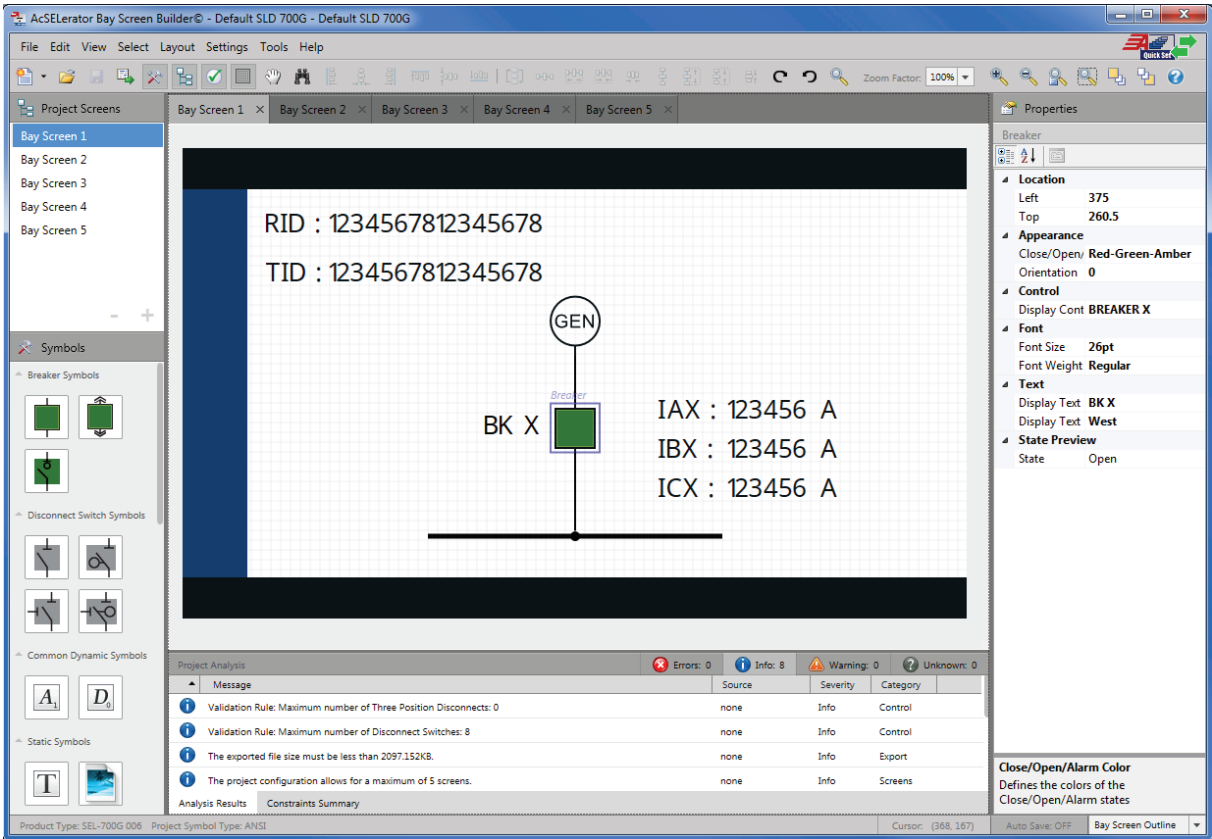 AcSELerator Bay Screen Builder© - Default SLD 700G - Default SLD 700G
File Edit View Select Layout Settings Tools Help
Quick Set
Zoom Factor: 100%
Project Screens
Bay Screen 1
Bay Screen 2
Bay Screen 3
Bay Screen 4
Bay Screen 5
- +
Symbols
Breaker Symbols
Disconnect Switch Symbols
Common Dynamic Symbols
A1 D0
Static Symbols
T
Bay Screen 1 × Bay Screen 2 × Bay Screen 3 × Bay Screen 4 × Bay Screen 5 ×
RID : 1234567812345678
TID : 1234567812345678
GEN
Breaker
BK X
IAX : 123456 A
IBX : 123456 A
ICX : 123456 A
Project Analysis Errors: 0 Info: 8 Warning: 0 Unknown: 0
Message Source Severity Category
Validation Rule: Maximum number of Three Position Disconnects: 0 none Info Control
Validation Rule: Maximum number of Disconnect Switches: 8 none Info Control
The exported file size must be less than 2097.152KB. none Info Export
The project configuration allows for a maximum of 5 screens. none Info Screens
Analysis Results Constraints Summary
Properties
Breaker
Location
Left 375
Top 260.5
Appearance
Close/Open/ Red-Green-Amber
Orientation 0
Control
Display Cont BREAKER X
Font
Font Size 26pt
Font Weight Regular
Text
Display Text BK X
Display Text West
State Preview
State Open
Close/Open/Alarm Color
Defines the colors of the
Close/Open/Alarm states
Product Type: SEL-700G 006 Project Symbol Type: ANSI Cursor: (368, 167) Auto Save: OFF Bay Screen Outline